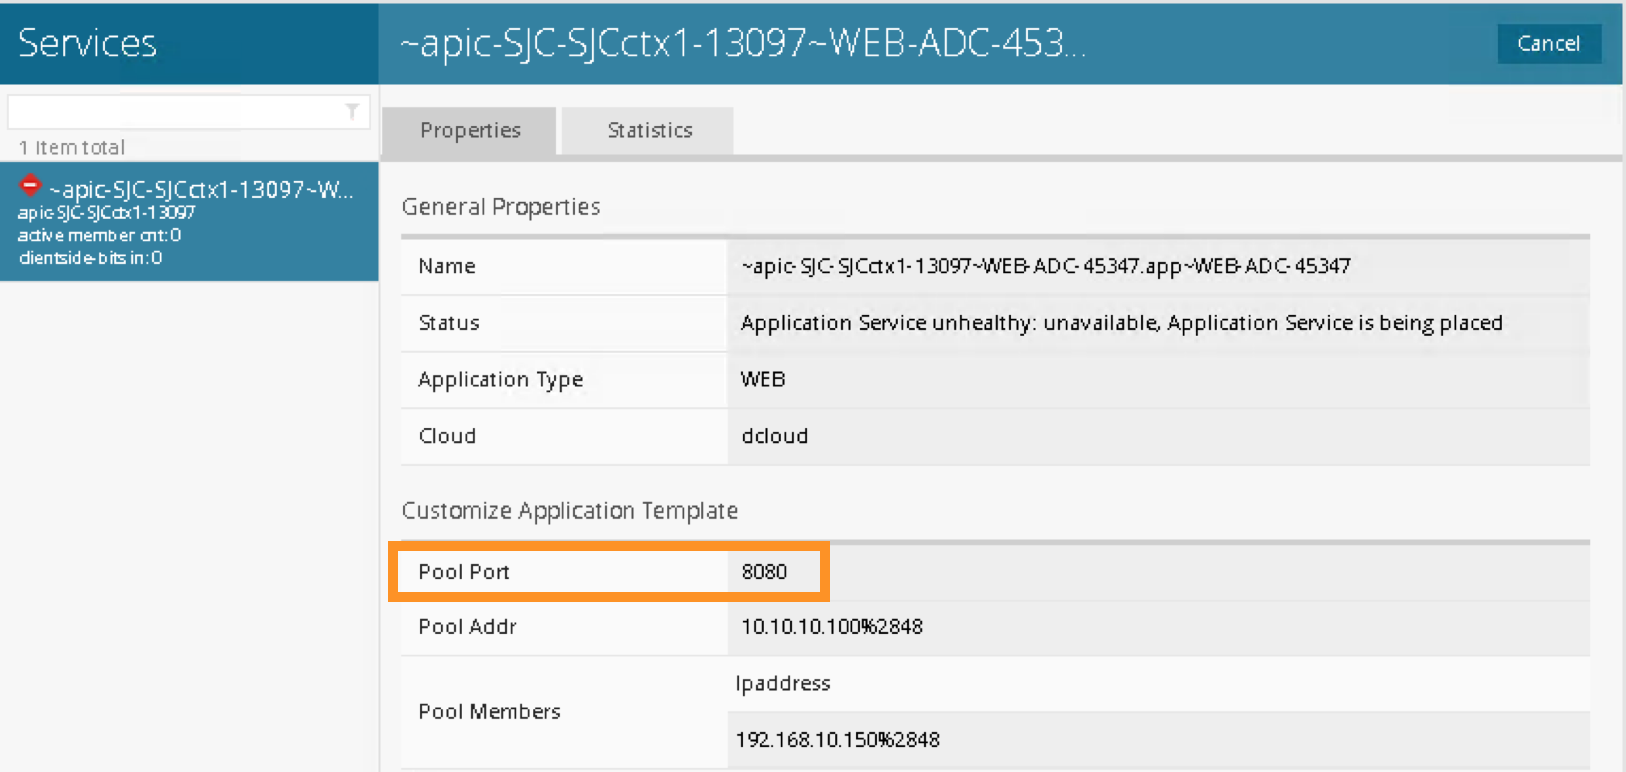 Services
~apic-SJC-SJCctx1-13097~WEB-ADC-453...
Cancel
1 Item total
~apic-SJC-SJCctx1-13097~W...
apic-SJC-SJCctx1-13097
active member cnt: 0
clientside-bits in: 0
Properties
Statistics
General Properties
Name ~apic-SJC-SJCctx1-13097~WEB-ADC-45347.app~WEB-ADC-45347
Status Application Service unhealthy: unavailable, Application Service is being placed
Application Type WEB
Cloud dcloud
Customize Application Template
Pool Port 8080
Pool Addr 10.10.10.100%2848
Pool Members
Ipaddress
192.168.10.150%2848